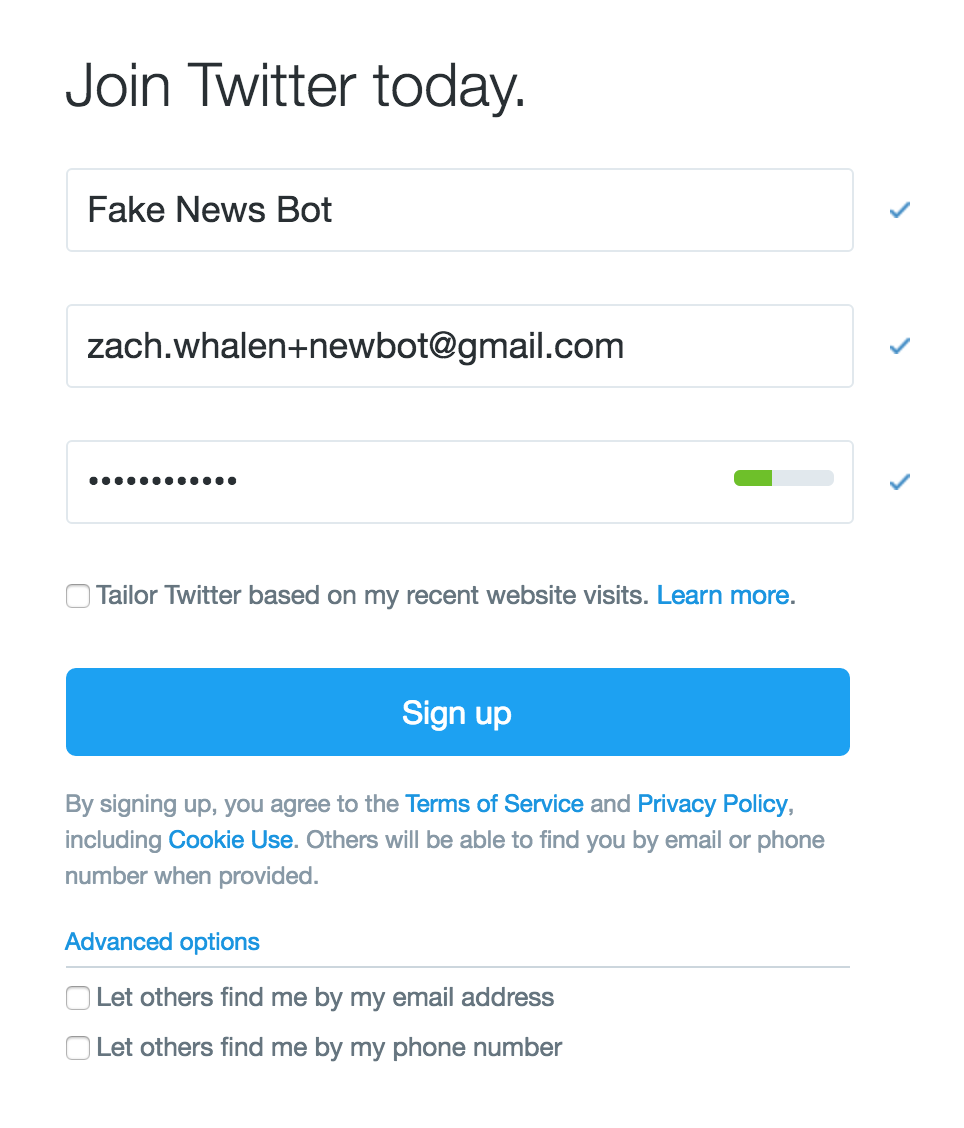 Join Twitter today.
Fake News Bot
zach.whalen+newbot@gmail.com
••••••••••••
Tailor Twitter based on my recent website visits. Learn more.
Sign up
By signing up, you agree to the Terms of Service and Privacy Policy,
including Cookie Use. Others will be able to find you by email or phone
number when provided.
Advanced options
Let others find me by my email address
Let others find me by my phone number